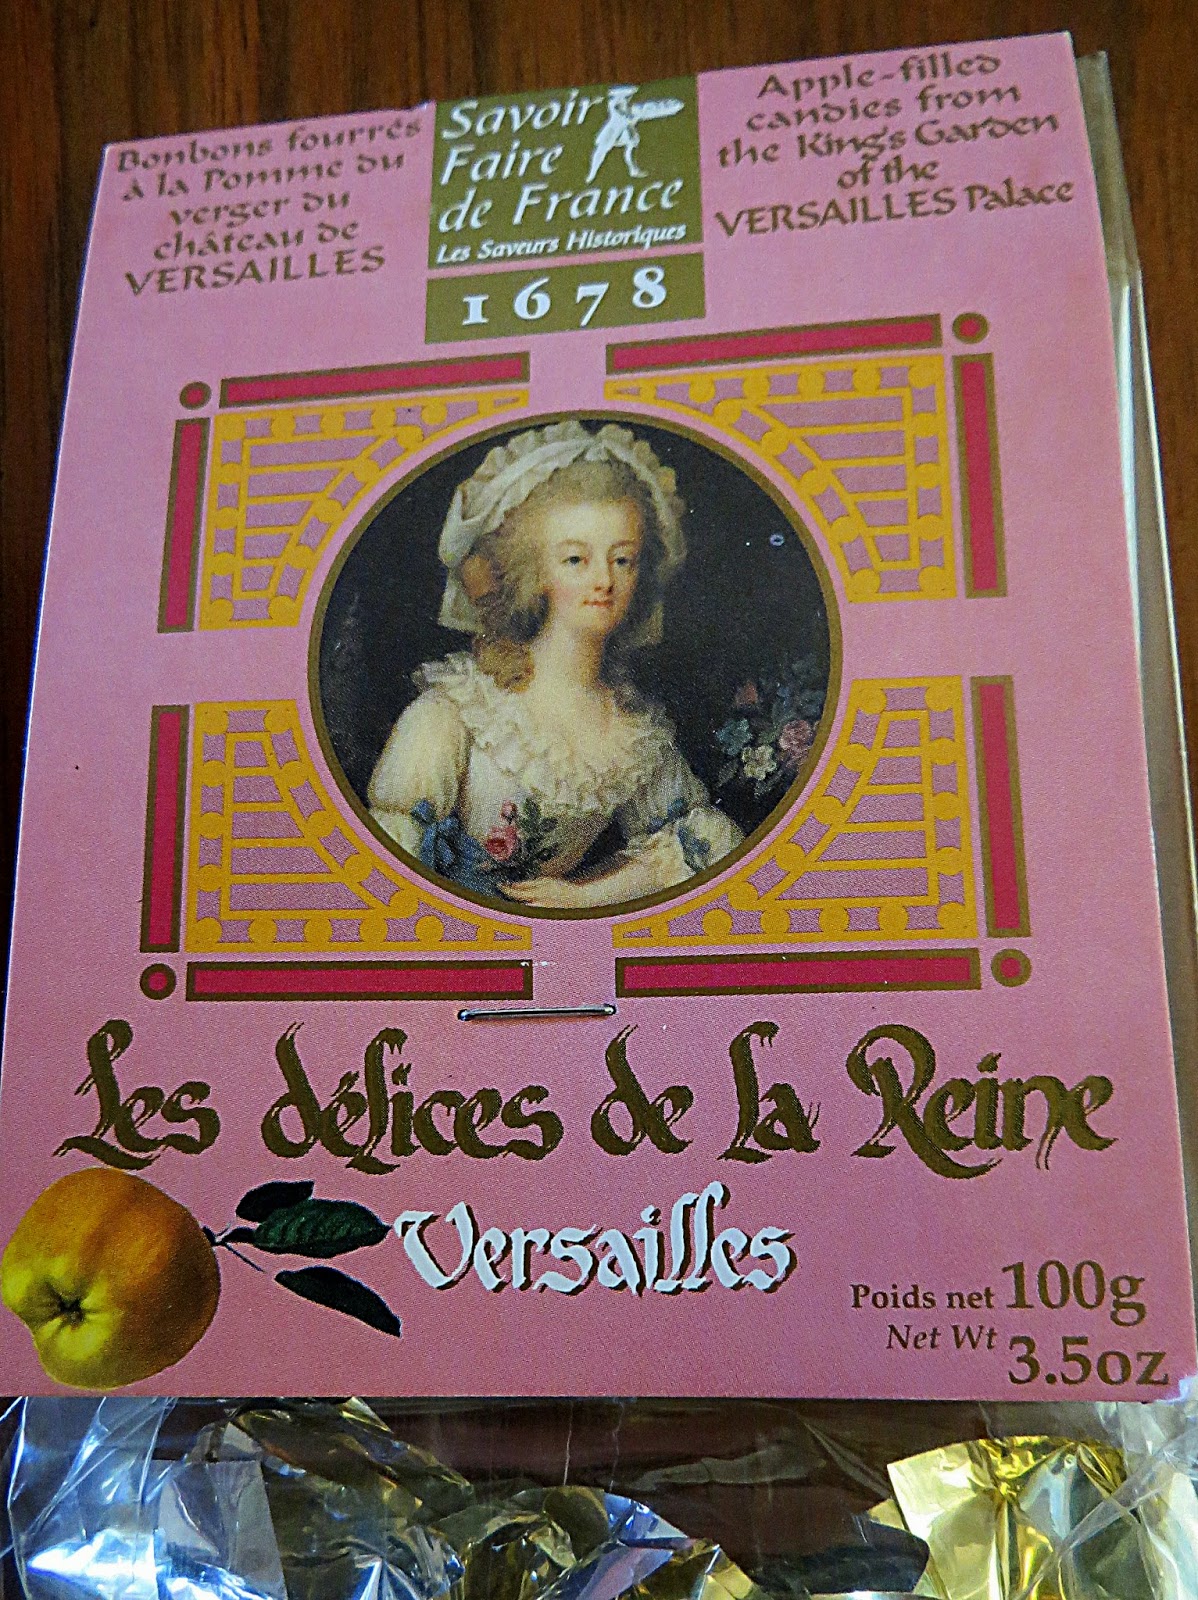 Bonbons fourrés
à la Pomme du
verger du
château de
VERSAILLES
Savoir
Faire
de France
Les Saveurs Historiques
1678
Apple-filled
candies from
the King's Garden
of the
VERSAILLES Palace
Les délices de la Reine
Versailles
Poids net 100g
Net Wt 3.5oz